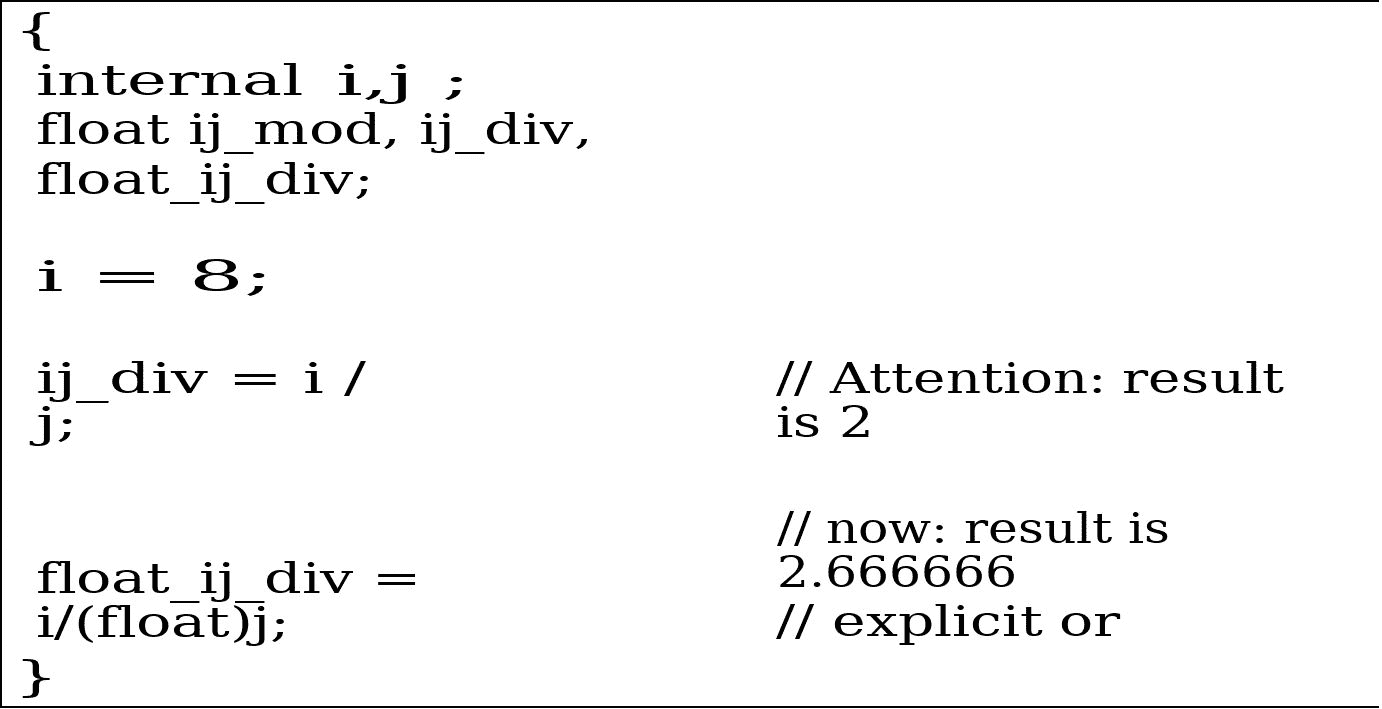 {
internal i,j ;
float ij_mod, ij_div,
float_ij_div;
i = 8;
ij_div = i / // Attention: result
j; is 2
// now: result is
float_ij_div = 2.666666
i/(float)j; // explicit or
}